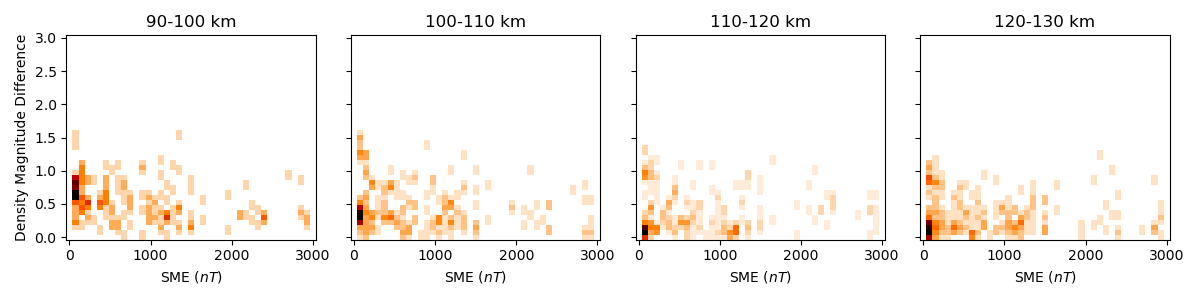 90-100 km
100-110 km
110-120 km
120-130 km
Density Magnitude Difference
3.0
2.5
2.0
1.5
1.0
0.5
0.0
0 1000 2000 3000
0 1000 2000 3000
0 1000 2000 3000
0 1000 2000 3000
SME (nT)
SME (nT)
SME (nT)
SME (nT)